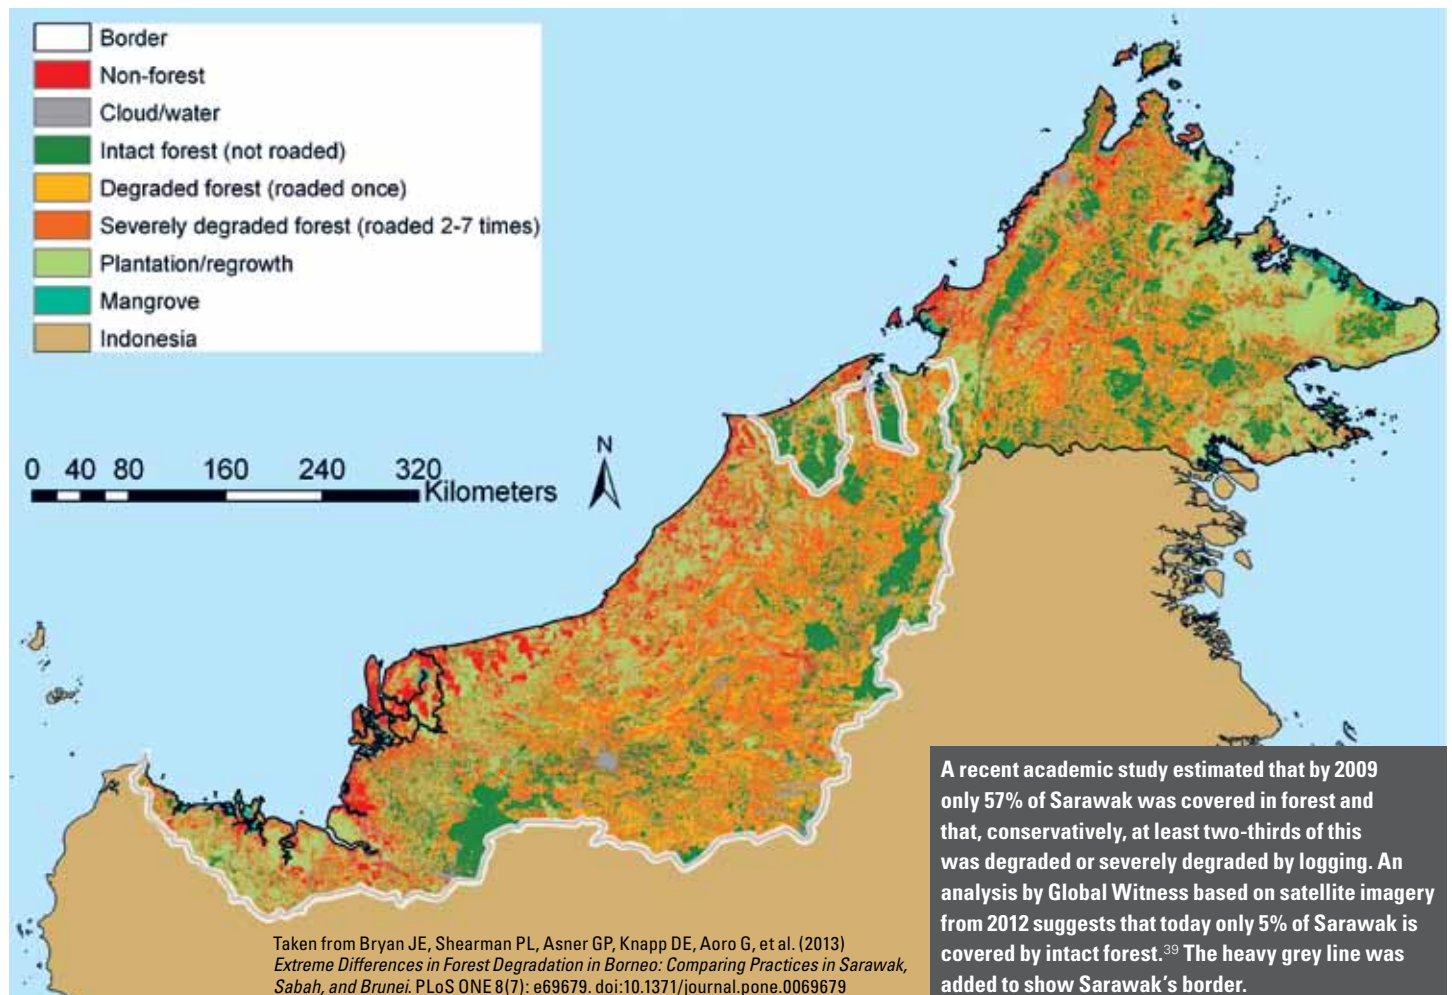 Border
Non-forest
Cloud/water
Intact forest (not roaded)
Degraded forest (roaded once)
Severely degraded forest (roaded 2-7 times)
Plantation/regrowth
Mangrove
Indonesia
0 40 80 160 240 320
Kilometers
N
Taken from Bryan JE, Shearman PL, Asner GP, Knapp DE, Aoro G, et al. (2013)
Extreme Differences in Forest Degradation in Borneo: Comparing Practices in Sarawak,
Sabah, and Brunei. PLoS ONE 8(7): e69679. doi:10.1371/journal.pone.0069679
A recent academic study estimated that by 2009
only 57% of Sarawak was covered in forest and
that, conservatively, at least two-thirds of this
was degraded or severely degraded by logging. An
analysis by Global Witness based on satellite imagery
from 2012 suggests that today only 5% of Sarawak is
covered by intact forest.39 The heavy grey line was
added to show Sarawak's border.